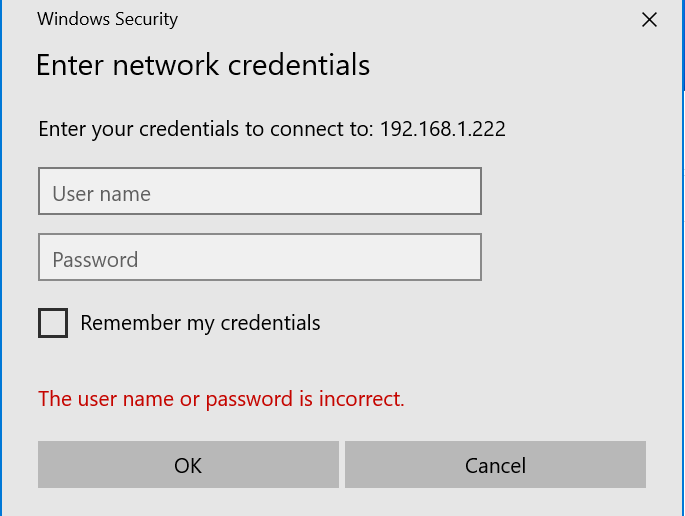 Windows Security
Enter network credentials
Enter your credentials to connect to: 192.168.1.222
User name
Password
Remember my credentials
The user name or password is incorrect.
OK
Cancel